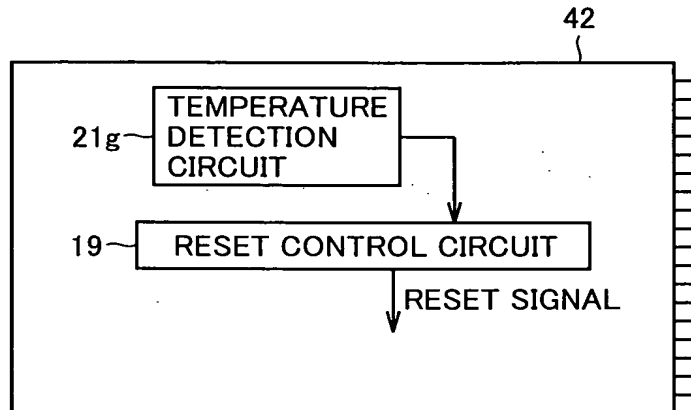 42
TEMPERATURE
21g DETECTION
CIRCUIT
19 RESET CONTROL CIRCUIT
RESET SIGNAL